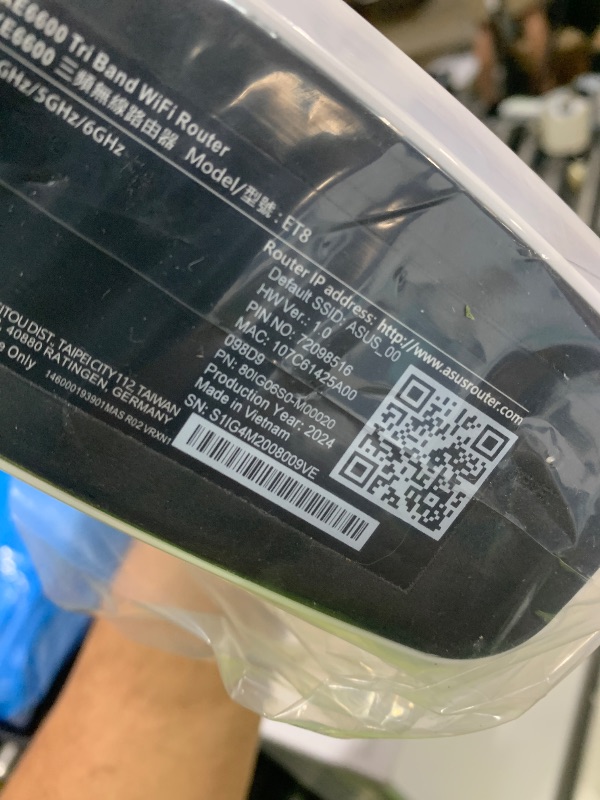 XE6600 Tri Band WiFi Router
XE6600 三頻無線路由器 Model/型號 : ET8
GHz/5GHz/6GHz
Router IP address: http://www.asusrouter.com
Default SSID: ASUS_00
HW Ver.: 1.0
PIN NO: 72098516
MAC: 107C61425A00
088D9
PN: 80IG06S0-M00020
Production Year: 2024
Made in Vietnam
SN: S1IG4M2008009VE
DIST, TAIPEI CITY 112, TAIWAN
40880 RATINGEN, GERMANY
Only
146000193901MAS R02 VRXN1